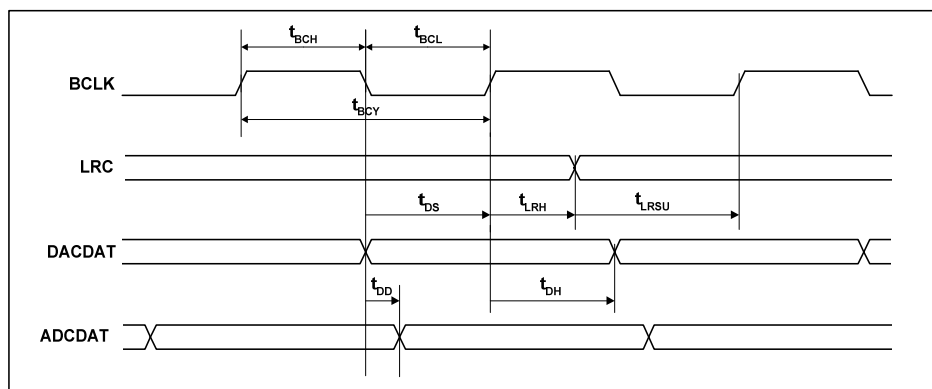 tBCH tBCL
BCLK
tBCY
LRC
tDS tLRH tLRSU
DACDAT
tDD tDH
ADCDAT